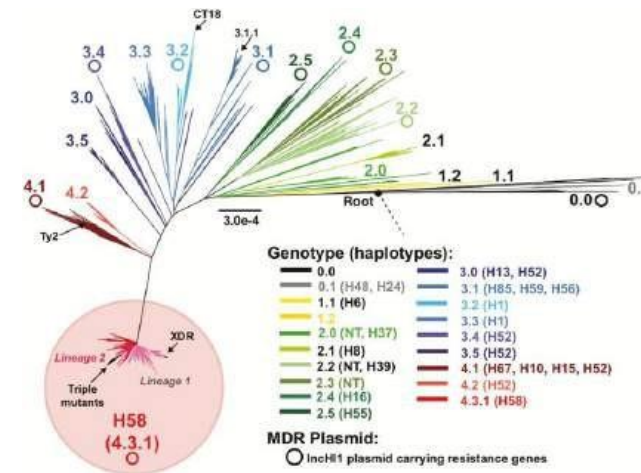 CT18
3.4
3.3
3.2
3.1.1
3.1
2.4
2.5
2.3
3.0
2.2
3.5
2.1
2.0
1.2
1.1
0.
4.1
4.2
Root
0.0
Ty2
3.0e-4
Genotype (haplotypes):
0.0
0.1 (H48, H24)
1.1 (H6)
1.2
2.0 (NT, H37)
2.1 (H8)
2.2 (NT, H39)
2.3 (NT)
2.4 (H16)
2.5 (H55)
3.0 (H13, H52)
3.1 (H85, H59, H56)
3.2 (H1)
3.3 (H1)
3.4 (H52)
3.5 (H52)
4.1 (H67, H10, H15, H52)
4.2 (H52)
4.3.1 (H58)
XDR
Lineage 2
Lineage 1
Triple
mutants
H58
(4.3.1)
MDR Plasmid:
IncHI1 plasmid carrying resistance genes